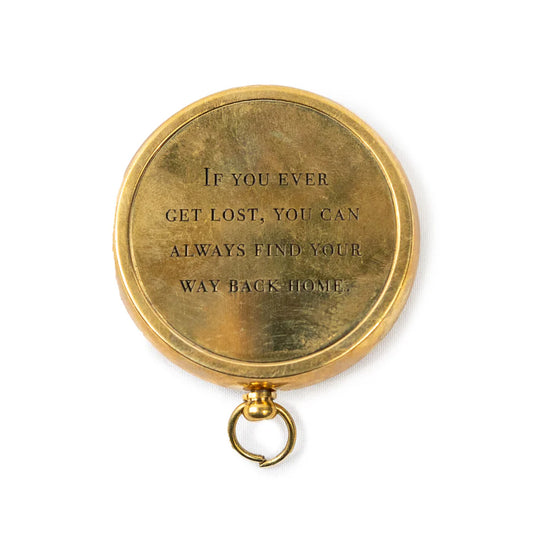 If you ever
get lost, you can
always find your
way back home.